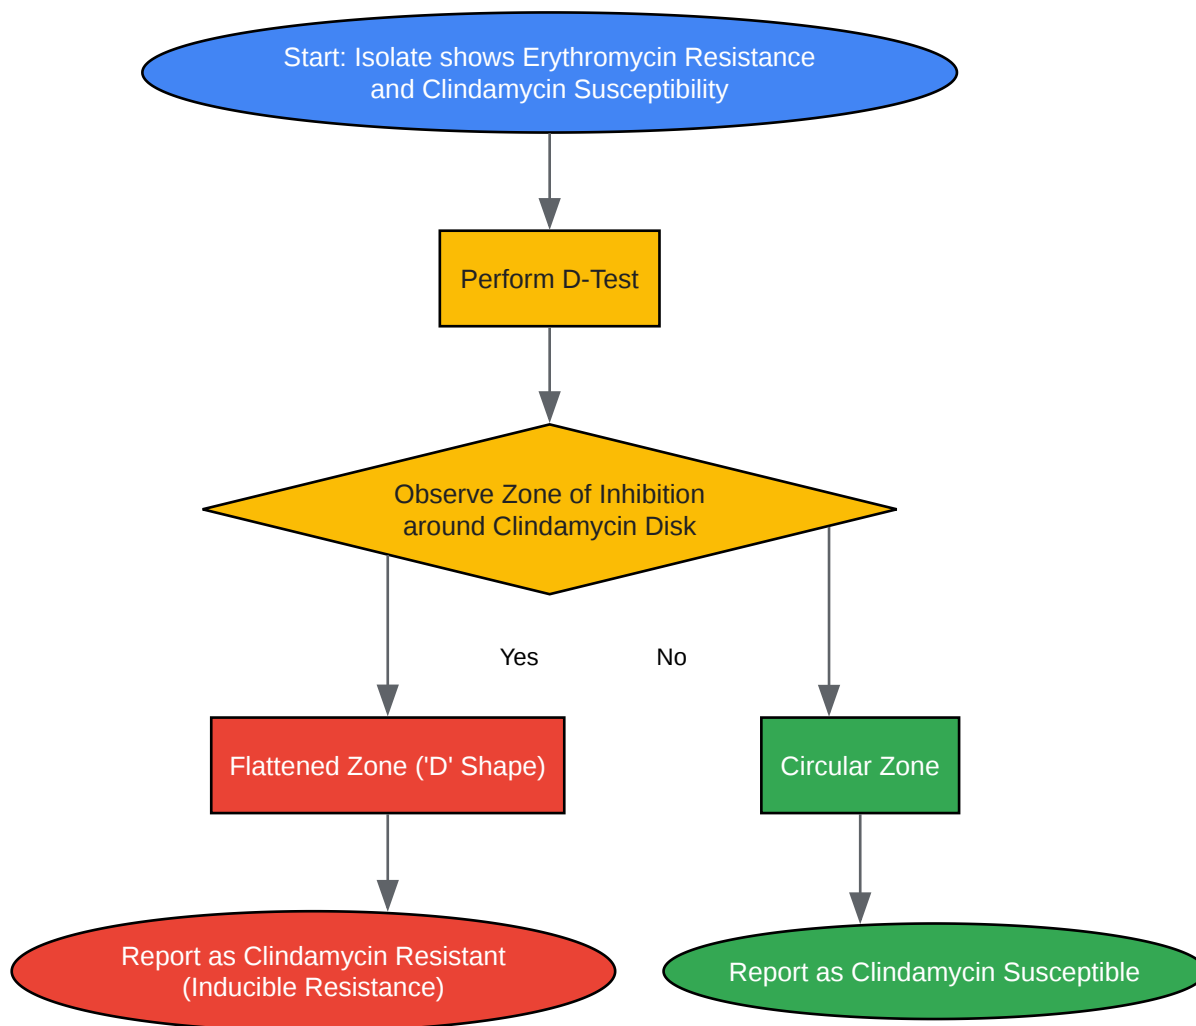 Start: Isolate shows Erythromycin Resistance
and Clindamycin Susceptibility
Perform D-Test
Observe Zone of Inhibition
around Clindamycin Disk
Yes
No
Flattened Zone ('D' Shape)
Circular Zone
Report as Clindamycin Resistant
(Inducible Resistance)
Report as Clindamycin Susceptible